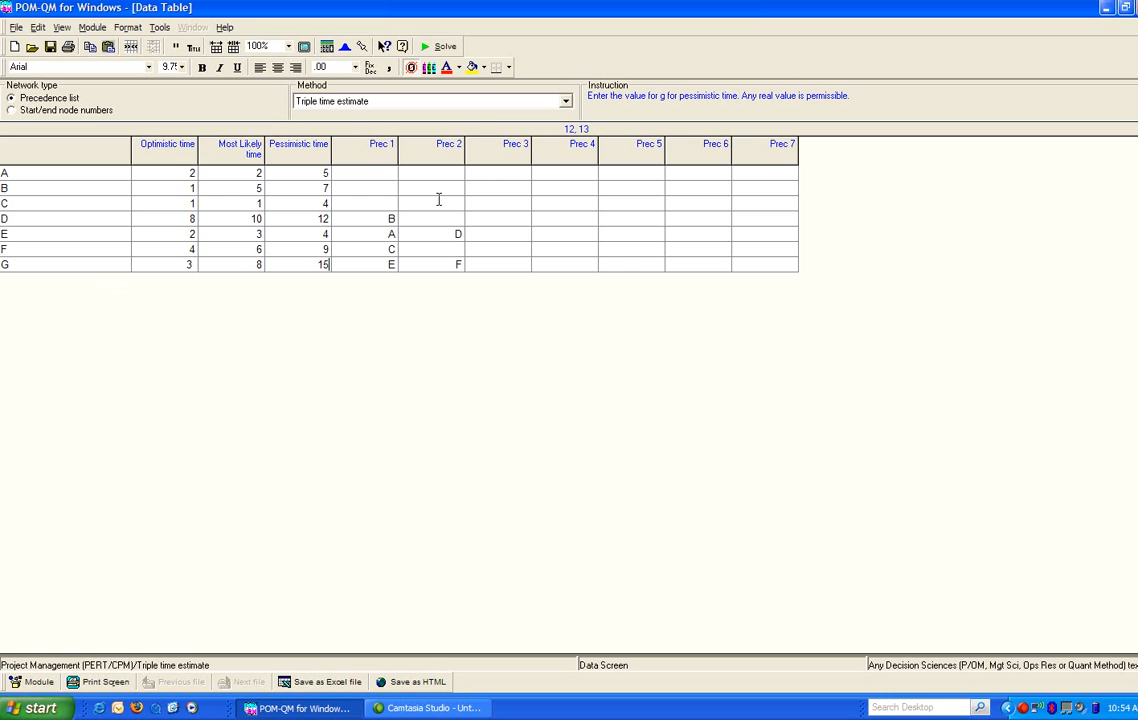 POM-QM for Windows - [Data Table]
File Edit View Module Format Tools Window Help
100% Solve
Arial 9.75 B I U .00 Fix Dec ,
Network type
Precedence list
Start/end node numbers
Method
Triple time estimate
Instruction
Enter the value for g for pessimistic time. Any real value is permissible.
12, 13
Optimistic time Most Likely time Pessimistic time Prec 1 Prec 2 Prec 3 Prec 4 Prec 5 Prec 6 Prec 7
A 2 2 5
B 1 5 7
C 1 1 4
D 8 10 12 B
E 2 3 4 A D
F 4 6 9 C
G 3 8 15 E F
Project Management (PERT/CPM)/Triple time estimate Data Screen Any Decision Sciences (P/OM, Mgt Sci, Ops Res or Quant Method) te
Module Print Screen Previous file Next file Save as Excel file Save as HTML
start POM-QM for Window... Camtasia Studio - Unt... Search Desktop 10:54 A